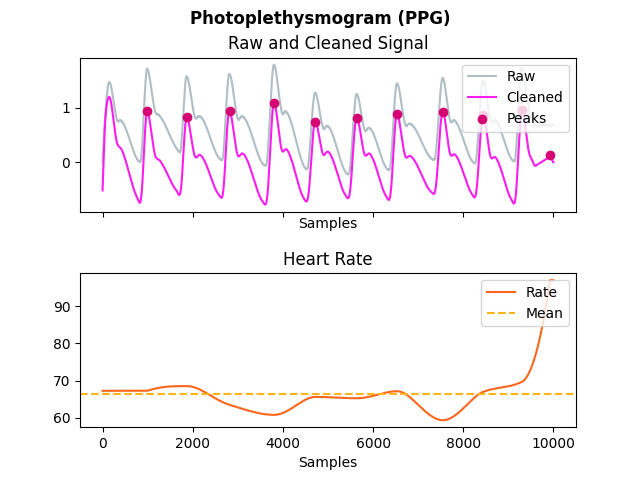 Photoplethysmogram (PPG)
Raw and Cleaned Signal
Raw
Cleaned
Peaks
1
0
Samples
Heart Rate
Rate
Mean
90
80
70
60
0 2000 4000 6000 8000 10000
Samples